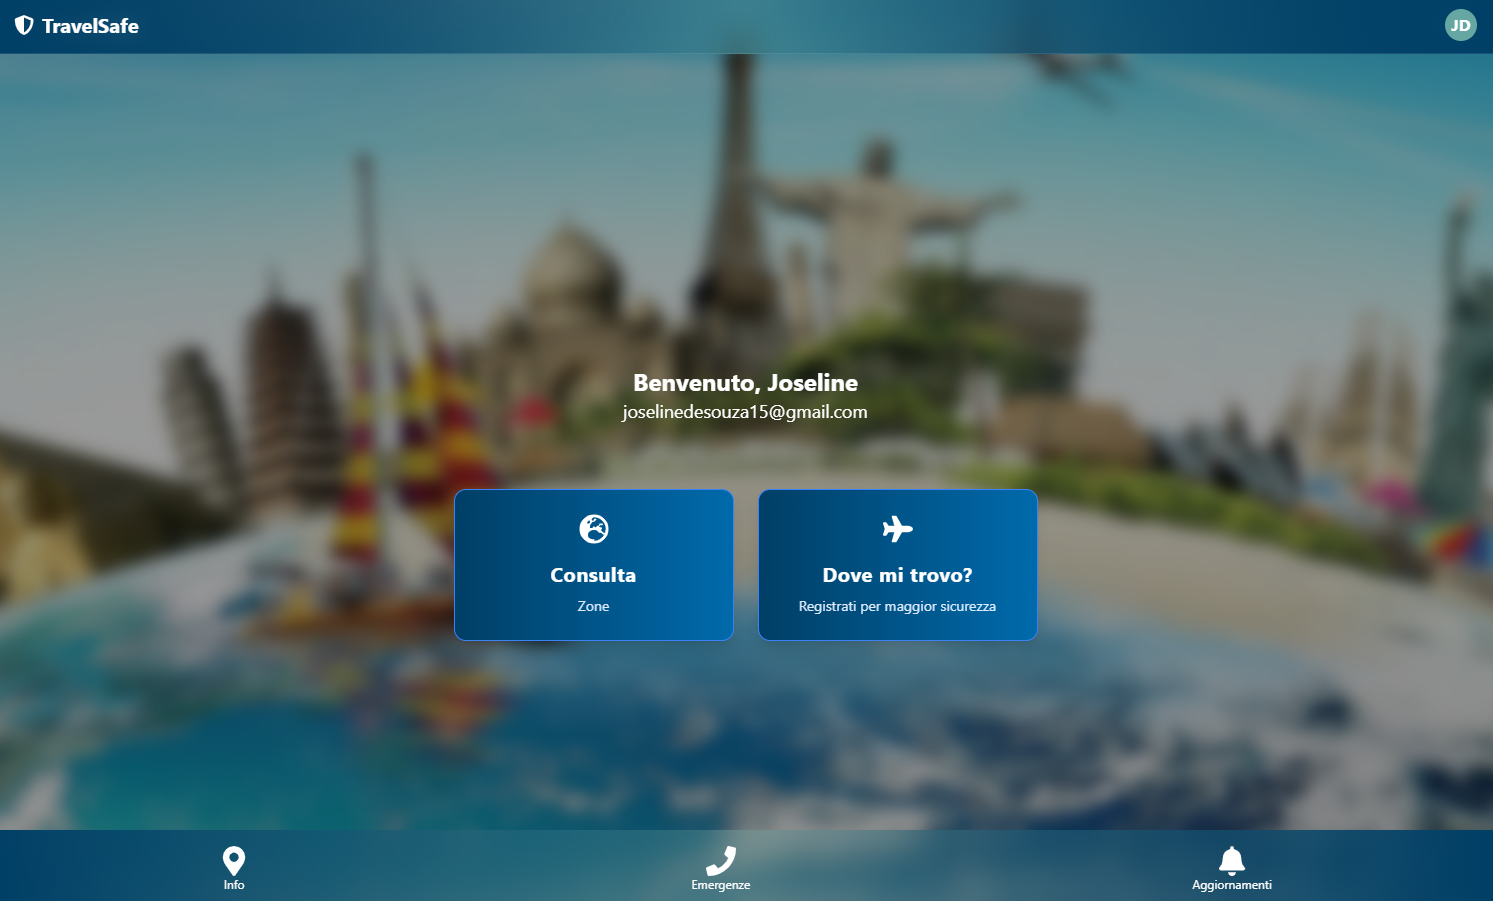 TravelSafe
JD
Benvenuto, Joseline
joselinedesouza15@gmail.com
Consulta
Zone
Dove mi trovo?
Registrati per maggior sicurezza
Info
Emergenze
Aggiornamenti